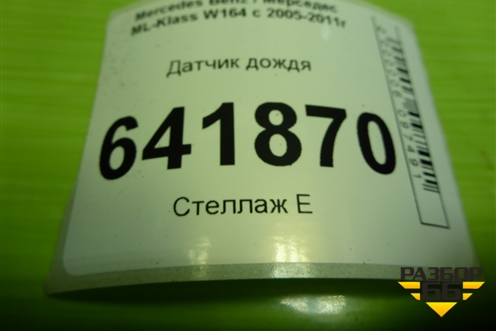 Mercedes Benz / Мерседес
ML-Klass W164 с 2005-2011г
Датчик дождя
641870
Стеллаж Е
РАЗБОР
66